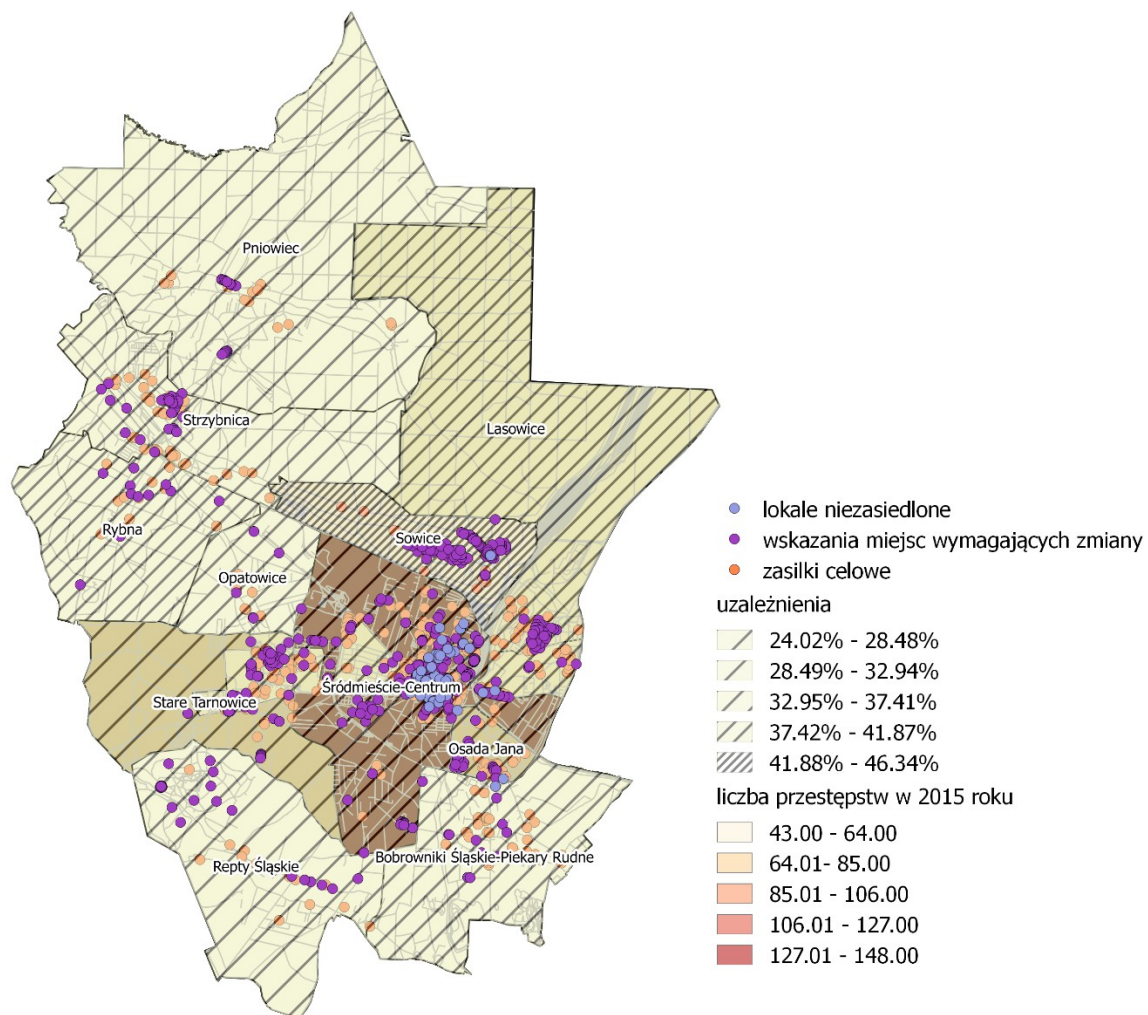 Pniowiec
Strzybnica
Lasowice
Rybna
Sowice
Opatowice
Śródmieście-Centrum
Stare Tarnowice
Osada Jana
Repty Śląskie
Bobrowniki Śląskie-Piekary Rudne
lokale niezasiedlone
wskazania miejsc wymagających zmiany
zasilki celowe
uzależnienia
24.02% - 28.48%
28.49% - 32.94%
32.95% - 37.41%
37.42% - 41.87%
41.88% - 46.34%
liczba przestępstw w 2015 roku
43.00 - 64.00
64.01- 85.00
85.01 - 106.00
106.01 - 127.00
127.01 - 148.00